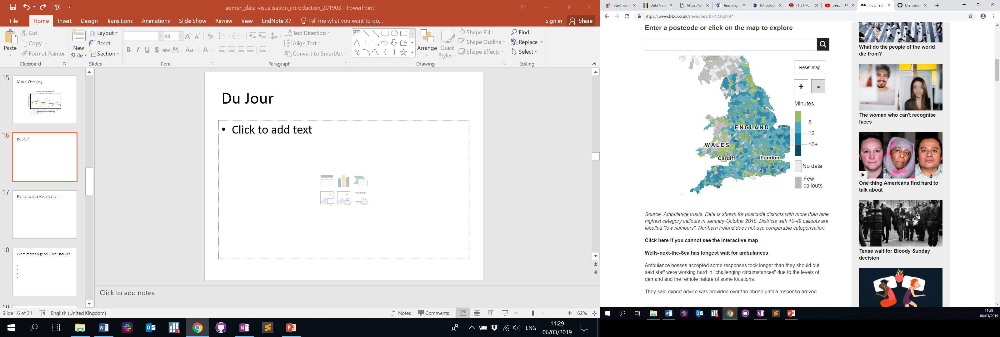 aqmen_data-visualisation_introduction_201903 - PowerPoint
File Home Insert Design Transitions Animations Slide Show Review View EndNote X7 Tell me what you want to do... Sign in Share
Paste
Cut
Copy
Format Painter
Clipboard
New Slide
Layout
Reset
Section
Slides
44
B I U S abc AV Aa A
Font
Text Direction
Align Text
Convert to SmartArt
Paragraph
Arrange
Quick Styles
Shape Fill
Shape Outline
Shape Effects
Drawing
Find
Replace
Select
Editing
15
Model Checking
16
Du Jour
17
Elements of a visualisation
18
What makes a good visualisation?
19
Du Jour
• Click to add text
Click to add notes
Slide 16 of 34 English (United Kingdom) Notes Comments 62%
ENG
11:29
06/03/2019
Start work
Data Visu
https://ch
Teaching
Introduct
(1:31)Pom
Beaut
BBC How fast
Diarmuid
https://www.bbc.co.uk/news/health-47362797
Enter a postcode or click on the map to explore
Reset map
+ -
Minutes
8
12
16+
No data
Few
callouts
ENGLAND
WALES
Cardiff
London
Source: Ambulance trusts. Data is shown for postcode districts with more than nine
highest category callouts in January-October 2018. Districts with 10-49 callouts are
labelled "low numbers". Northern Ireland does not use comparable categorisation.
Click here if you cannot see the interactive map
Wells-next-the-Sea has longest wait for ambulances
Ambulance bosses accepted some responses took longer than they should but
said staff were working hard in "challenging circumstances" due to the levels of
demand and the remote nature of some locations.
They said expert advice was provided over the phone until a response arrived.
What do the people of the world
die from?
The woman who can't recognise
faces
One thing Americans find hard to
talk about
Tense wait for Bloody Sunday
decision
11:29
06/03/2019